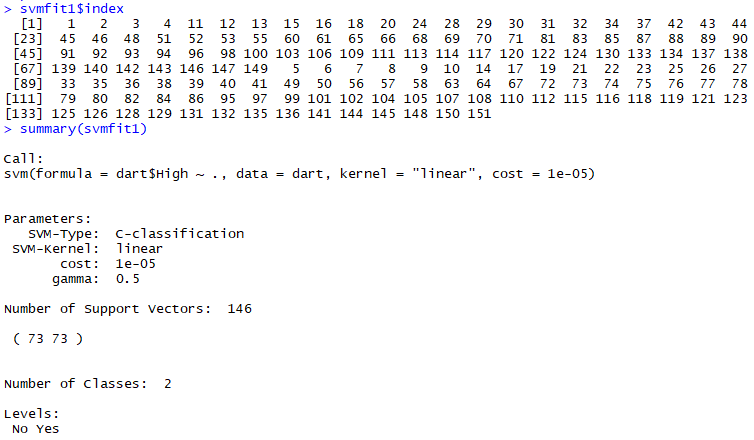 > svmfit1$index
[1] 1 2 3 4 11 12 13 15 16 18 20 24 28 29 30 31 32 34 37 42 43 44
[23] 45 46 48 51 52 53 55 60 61 65 66 68 69 70 71 81 83 85 87 88 89 90
[45] 91 92 93 94 96 98 100 103 106 109 111 113 114 117 120 122 124 130 133 134 137 138
[67] 139 140 142 143 146 147 149 5 6 7 8 9 10 14 17 19 21 22 23 25 26 27
[89] 33 35 36 38 39 40 41 49 50 56 57 58 63 64 67 72 73 74 75 76 77 78
[111] 79 80 82 84 86 95 97 99 101 102 104 105 107 108 110 112 115 116 118 119 121 123
[133] 125 126 128 129 131 132 135 136 141 144 145 148 150 151
> summary(svmfit1)
Call:
svm(formula = dart$High ~ ., data = dart, kernel = "linear", cost = 1e-05)
Parameters:
SVM-Type: C-classification
SVM-Kernel: linear
cost: 1e-05
gamma: 0.5
Number of Support Vectors: 146
( 73 73 )
Number of Classes: 2
Levels:
No Yes